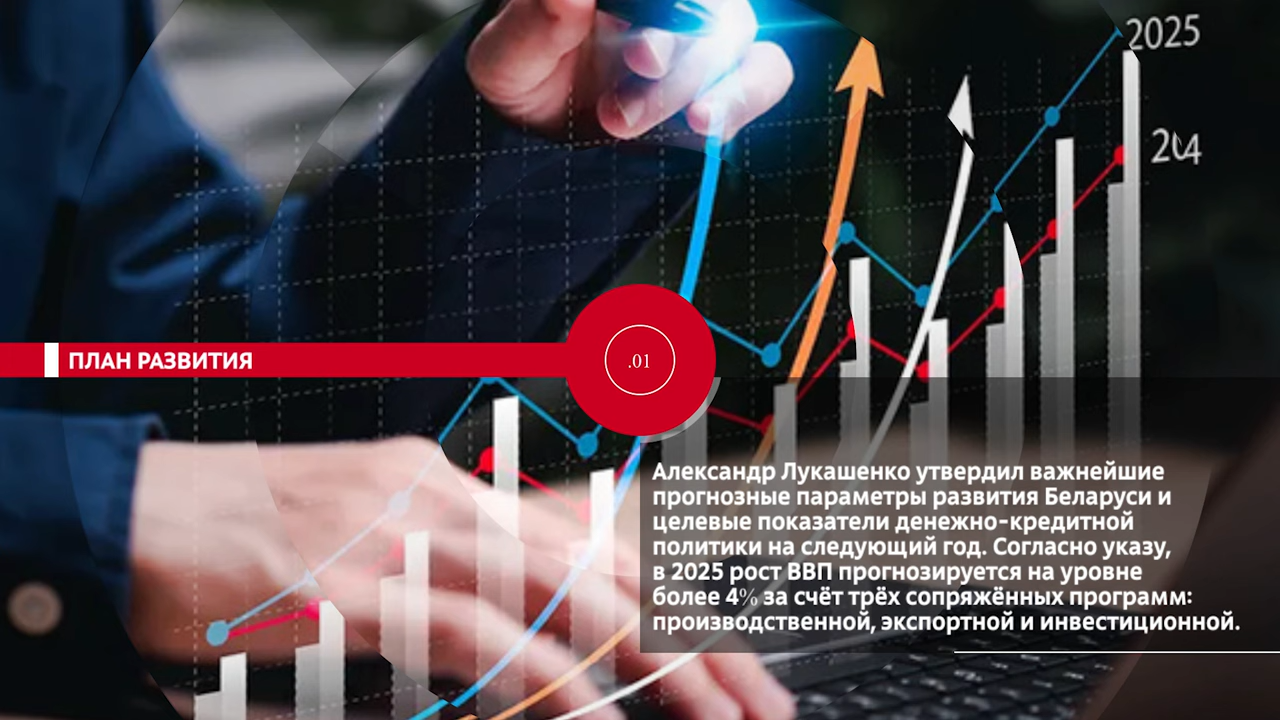 2025
ПЛАН РАЗВИТИЯ
.01
Александр Лукашенко утвердил важнейшие
прогнозные параметры развития Беларуси и
целевые показатели денежно-кредитной
политики на следующий год. Согласно указу,
в 2025 рост ВВП прогнозируется на уровне
более 4% за счёт трёх сопряжённых программ:
производственной, экспортной и инвестиционной.